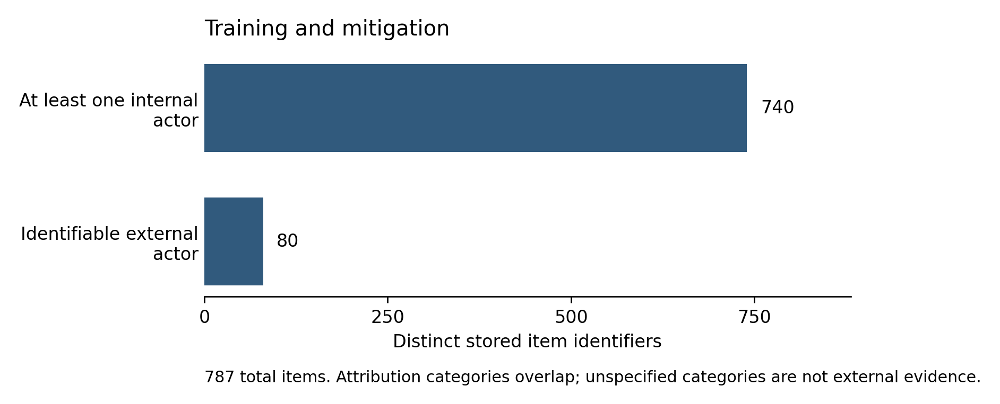 Training and mitigation
At least one internal
actor
740
Identifiable external
actor
80
0 250 500 750
Distinct stored item identifiers
787 total items. Attribution categories overlap; unspecified categories are not external evidence.